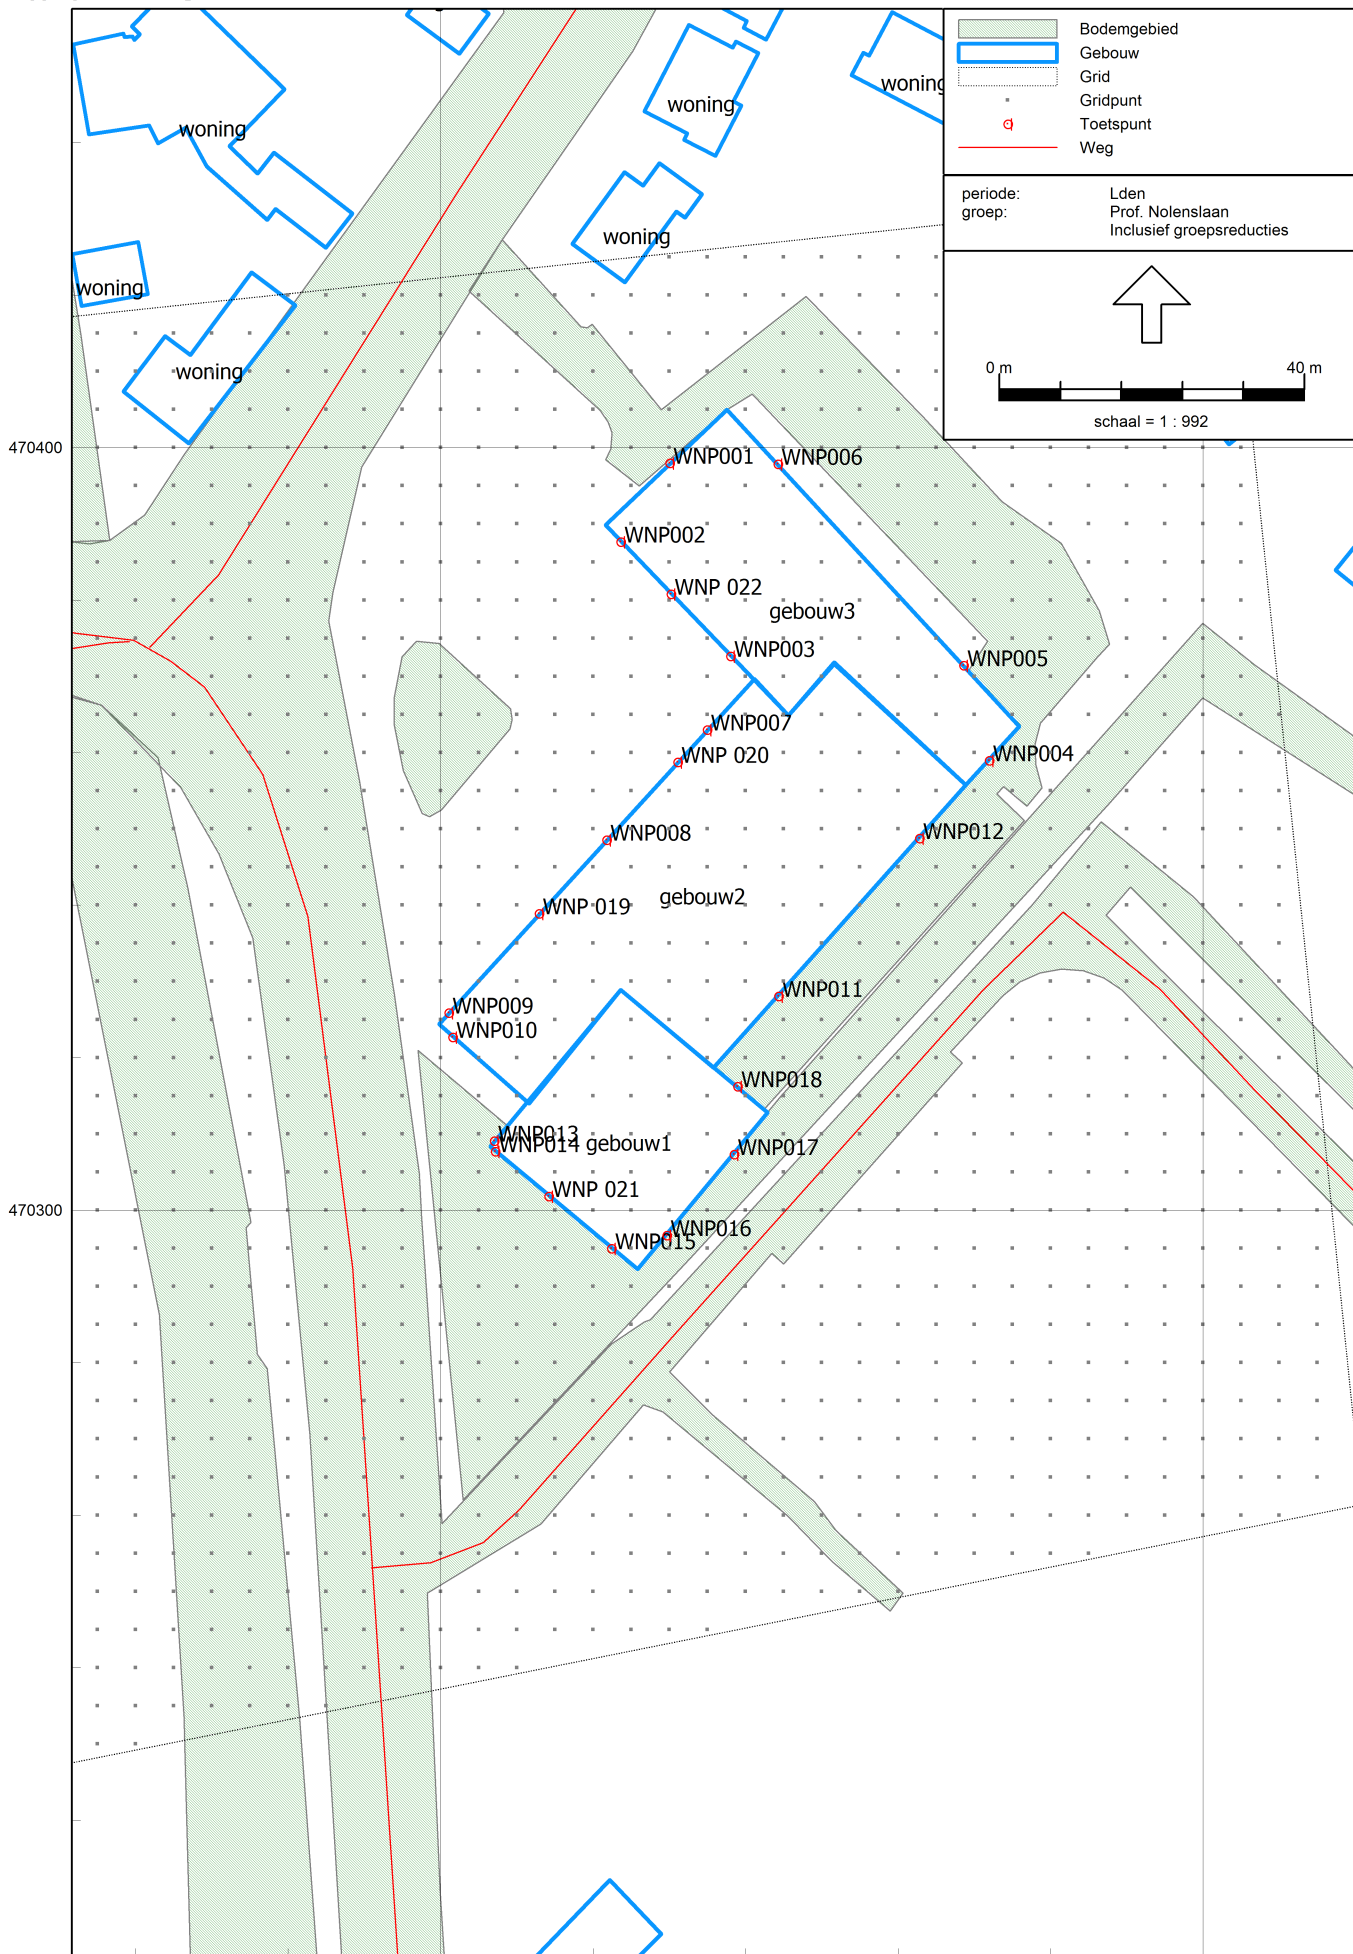 Bodemgebied
Gebouw
Grid
Gridpunt
Toetspunt
Weg
periode: Lden
groep: Prof. Nolenslaan
Inclusief groepsreducties
0 m 40 m
schaal = 1 : 992
woning
woning
woning
woning
woning
woning
470400
WNP001
WNP006
WNP002
WNP 022
gebouw3
WNP003
WNP005
WNP007
WNP 020
WNP004
WNP008
WNP012
gebouw2
WNP 019
WNP011
WNP009
WNP010
WNP018
WNP013
WNP014
gebouw1
WNP017
WNP 021
470300
WNP016
WNP015